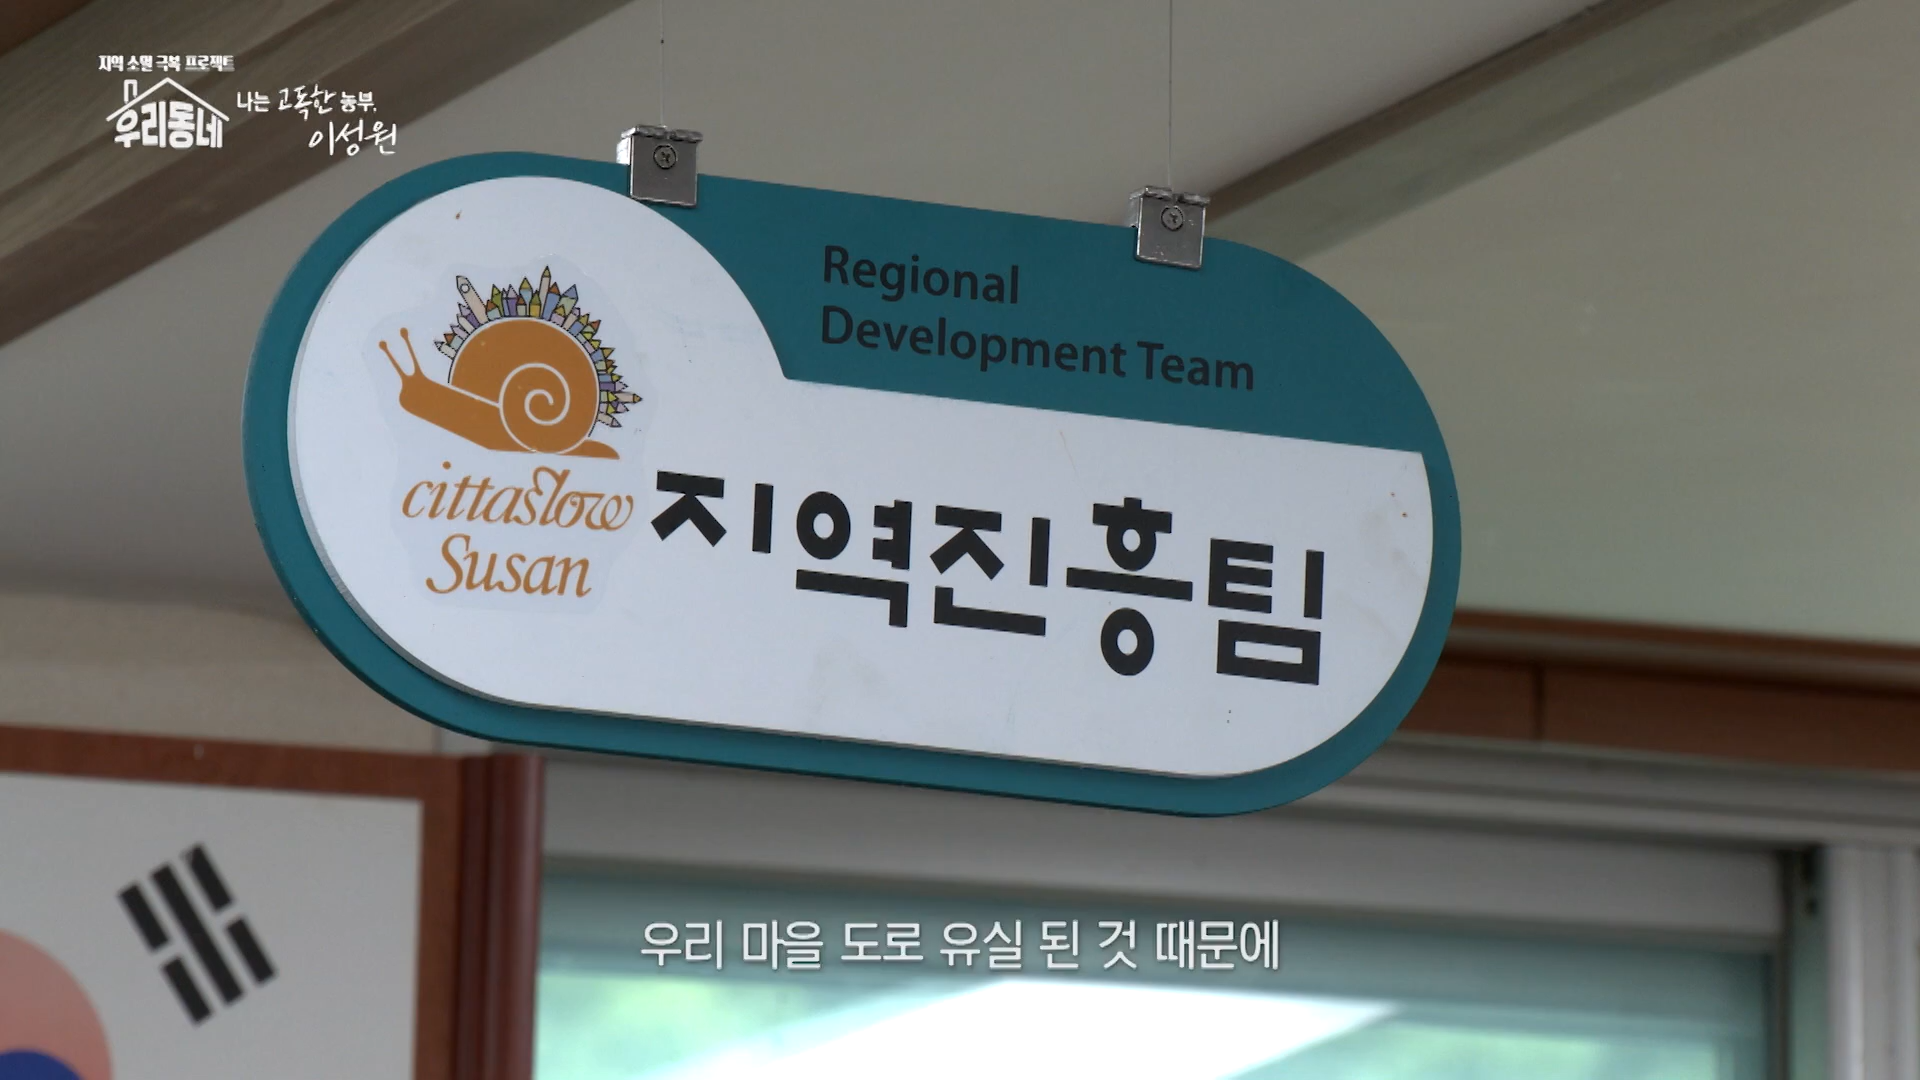 지역 소멸 극복 프로젝트
우리동네
나는 고독한 농부,
이성원
Regional
Development Team
cittaslow
Susan
지역진흥팀
우리 마을 도로 유실 된 것 때문에